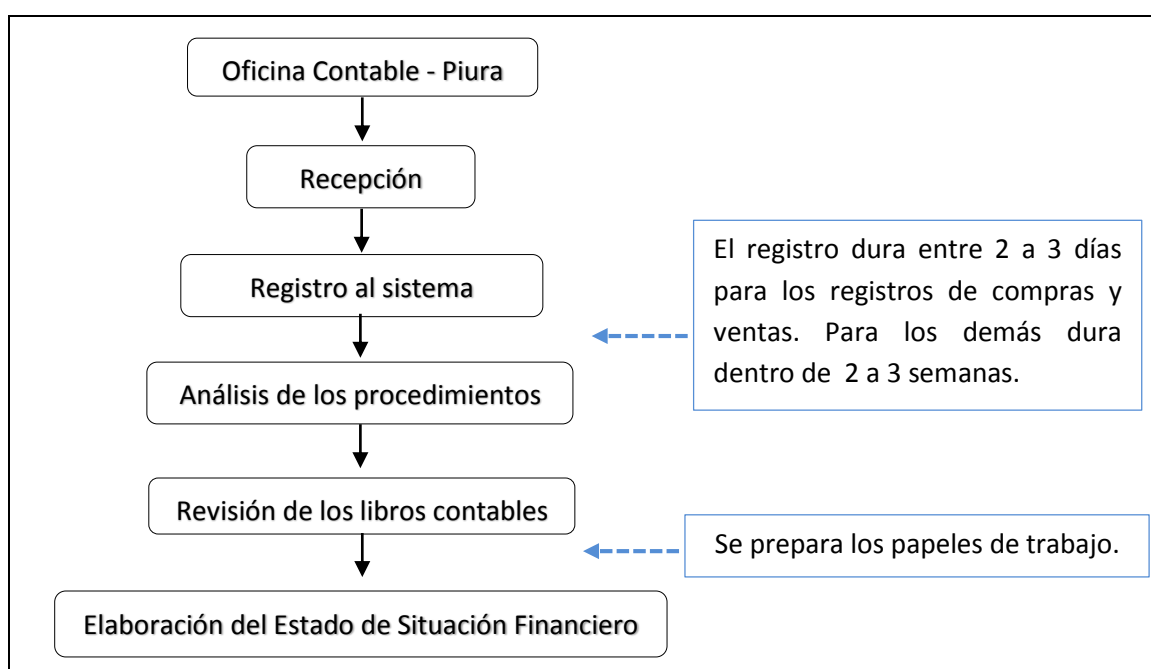 Oficina Contable - Piura
Recepción
Registro al sistema
El registro dura entre 2 a 3 días
para los registros de compras y
ventas. Para los demás dura
dentro de 2 a 3 semanas.
Análisis de los procedimientos
Revisión de los libros contables
Se prepara los papeles de trabajo.
Elaboración del Estado de Situación Financiero